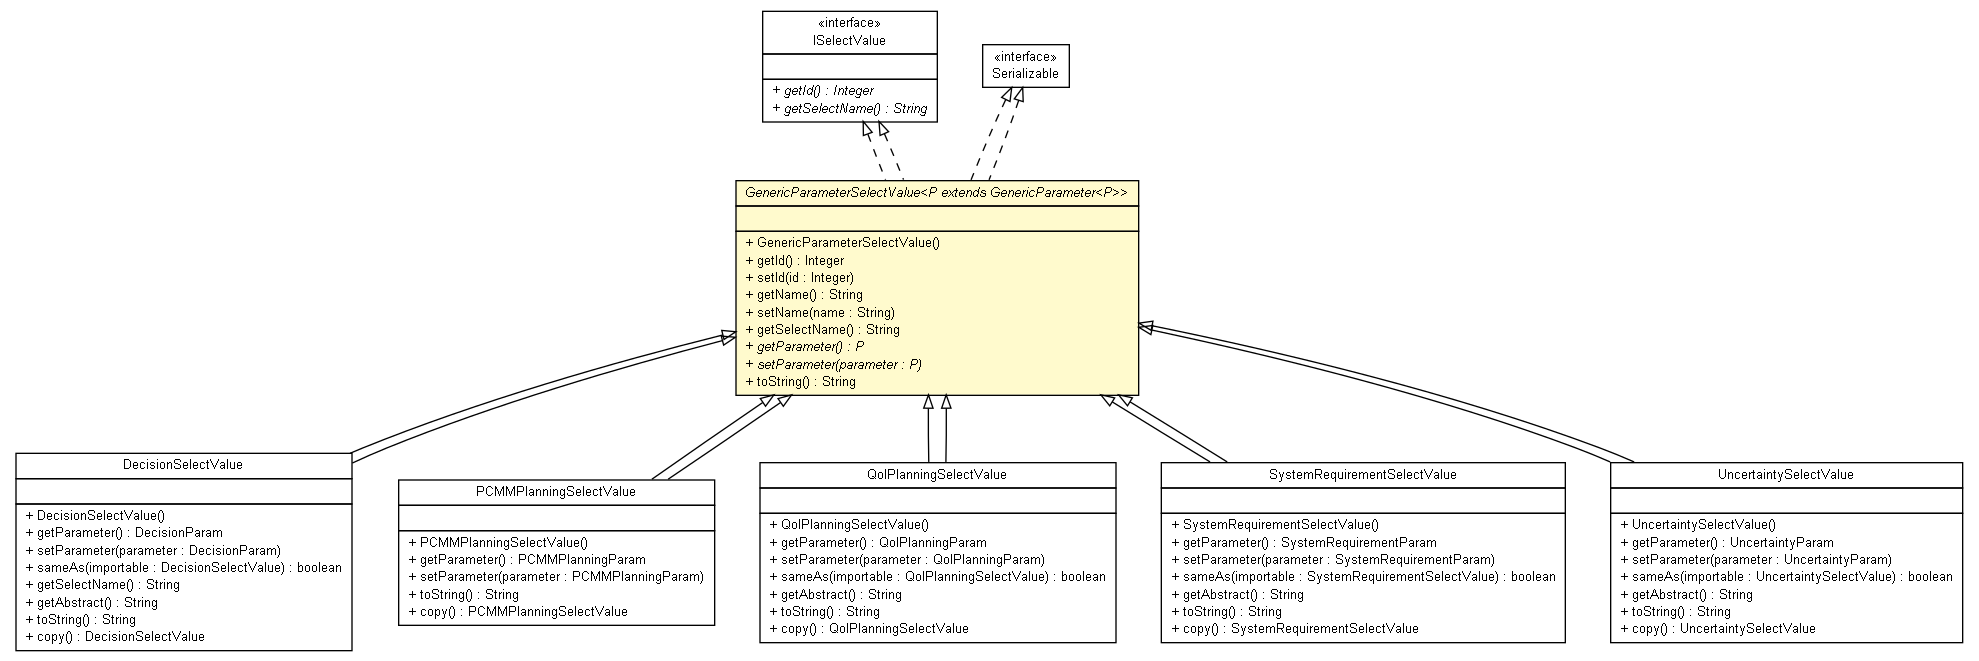 «interface»
ISelectValue
+ getId() : Integer
+ getSelectName() : String
«interface»
Serializable
GenericParameterSelectValue<P extends GenericParameter<P>>
+ GenericParameterSelectValue()
+ getId() : Integer
+ setId(id : Integer)
+ getName() : String
+ setName(name : String)
+ getSelectName() : String
+ getParameter() : P
+ setParameter(parameter : P)
+ toString() : String
DecisionSelectValue
+ DecisionSelectValue()
+ getParameter() : DecisionParam
+ setParameter(parameter : DecisionParam)
+ sameAs(importable : DecisionSelectValue) : boolean
+ getSelectName() : String
+ getAbstract() : String
+ toString() : String
+ copy() : DecisionSelectValue
PCMMPlanningSelectValue
+ PCMMPlanningSelectValue()
+ getParameter() : PCMMPlanningParam
+ setParameter(parameter : PCMMPlanningParam)
+ toString() : String
+ copy() : PCMMPlanningSelectValue
QoIPlanningSelectValue
+ QoIPlanningSelectValue()
+ getParameter() : QoIPlanningParam
+ setParameter(parameter : QoIPlanningParam)
+ sameAs(importable : QoIPlanningSelectValue) : boolean
+ getAbstract() : String
+ toString() : String
+ copy() : QoIPlanningSelectValue
SystemRequirementSelectValue
+ SystemRequirementSelectValue()
+ getParameter() : SystemRequirementParam
+ setParameter(parameter : SystemRequirementParam)
+ sameAs(importable : SystemRequirementSelectValue) : boolean
+ getAbstract() : String
+ toString() : String
+ copy() : SystemRequirementSelectValue
UncertaintySelectValue
+ UncertaintySelectValue()
+ getParameter() : UncertaintyParam
+ setParameter(parameter : UncertaintyParam)
+ sameAs(importable : UncertaintySelectValue) : boolean
+ getAbstract() : String
+ toString() : String
+ copy() : UncertaintySelectValue